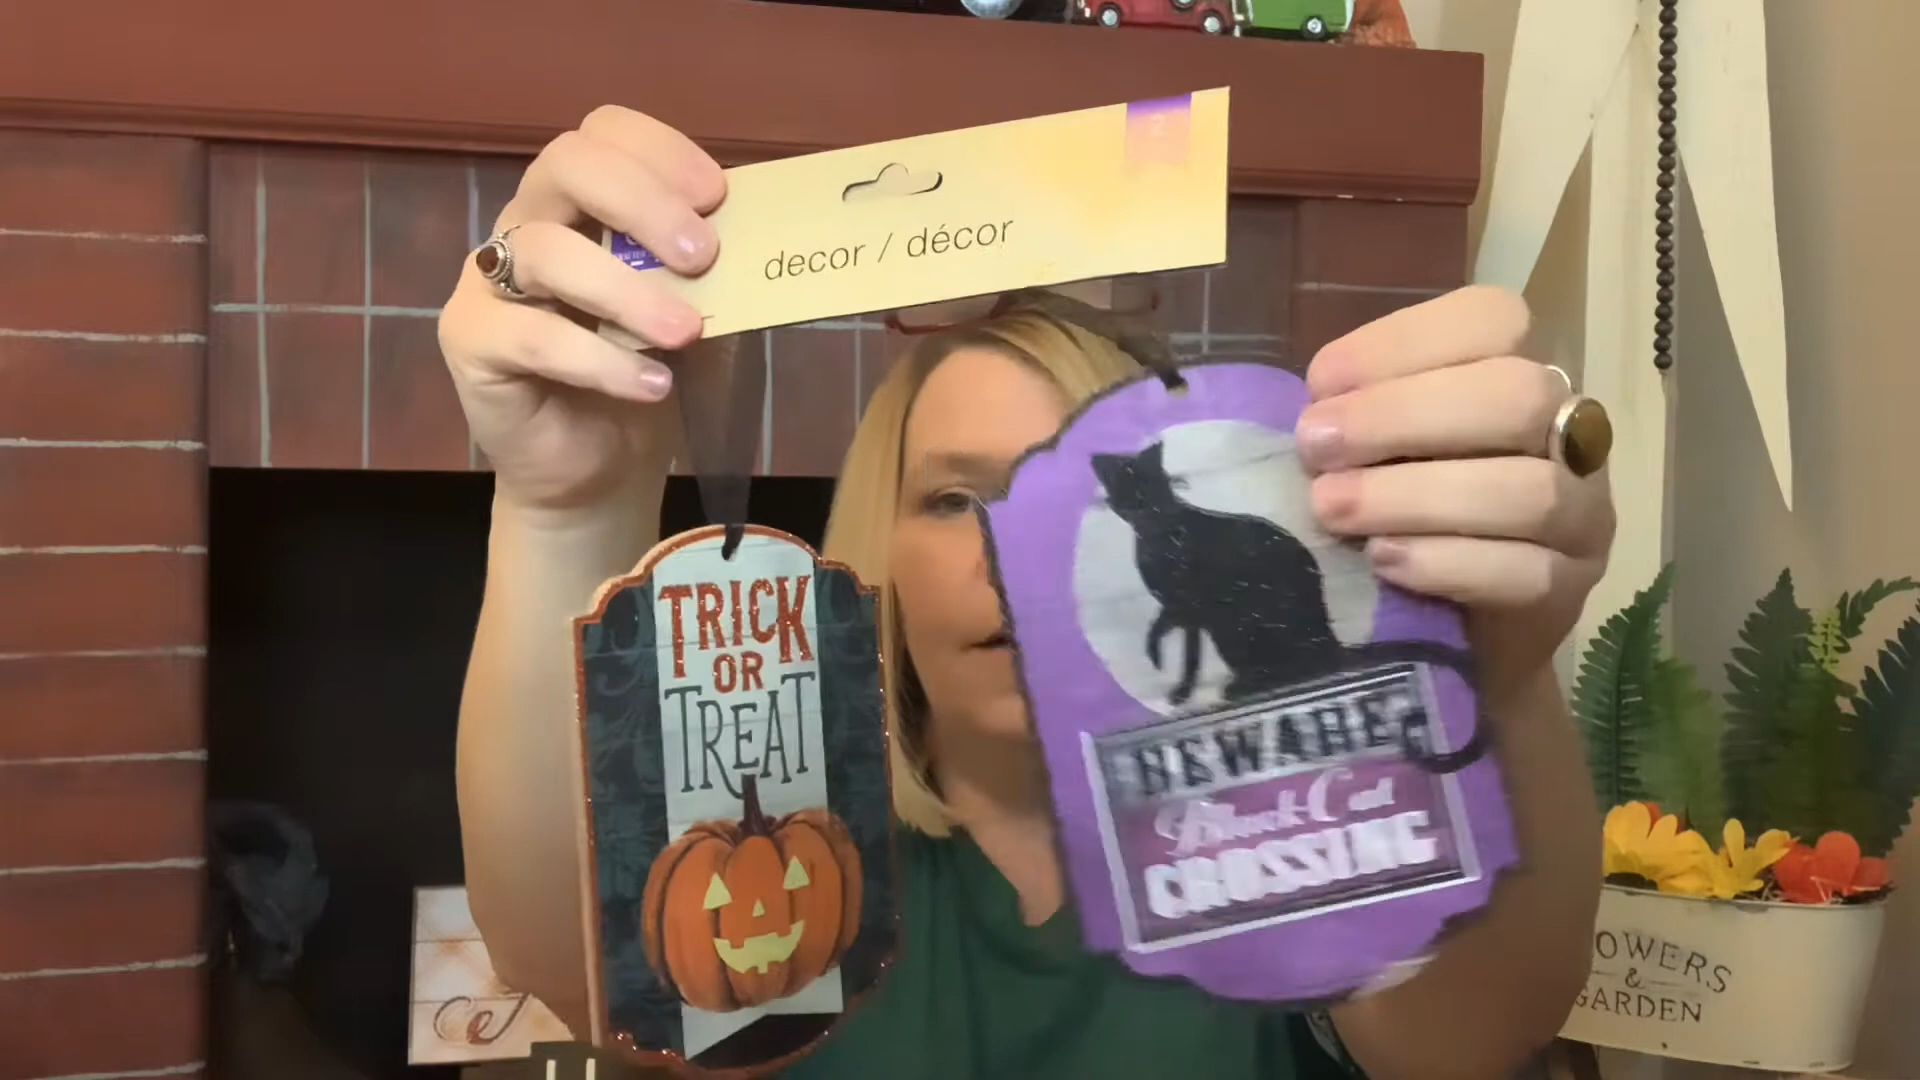 decor / décor
TRICK
OR
TREAT
BEWARE
Black Cat
CROSSING
OWERS
&
GARDEN